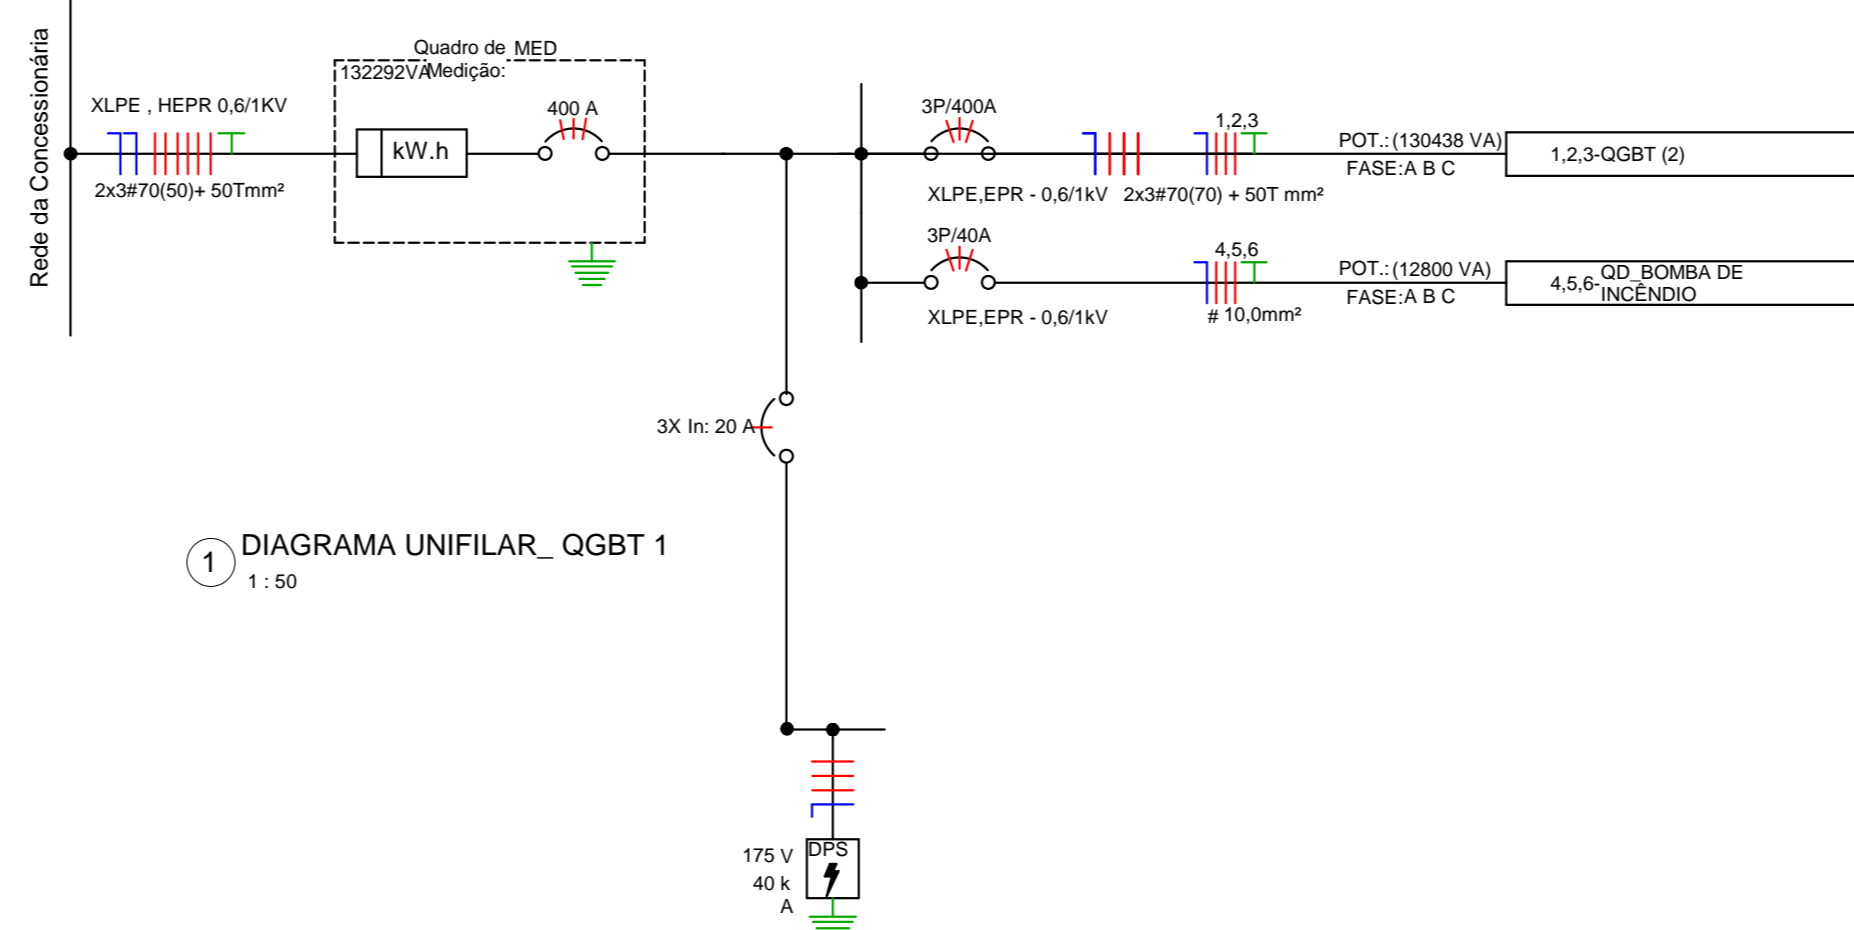 Rede da Concessionária
XLPE , HEPR 0,6/1KV
2x3#70(50)+ 50Tmm²
Quadro de MED
132292VA Medição:
kW.h
400 A
3P/400A
XLPE,EPR - 0,6/1kV 2x3#70(70) + 50T mm²
1,2,3
POT.: (130438 VA)
FASE:A B C
1,2,3-QGBT (2)
3P/40A
XLPE,EPR - 0,6/1kV
4,5,6
# 10,0mm²
POT.: (12800 VA)
FASE:A B C
4,5,6- QD_BOMBA DE
INCÊNDIO
3X In: 20 A
1 DIAGRAMA UNIFILAR_ QGBT 1
1 : 50
175 V
40 k
A
DPS